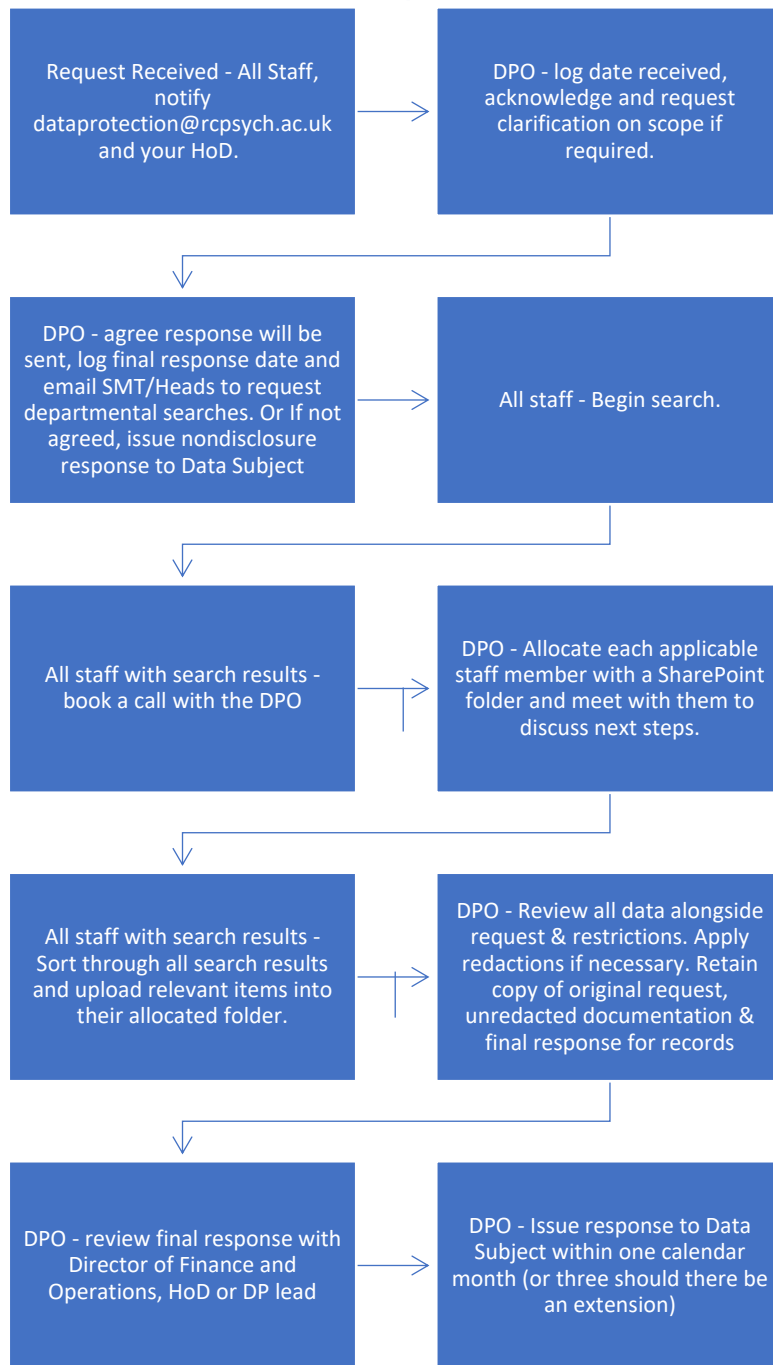 Request Received - All Staff,
notify
dataprotection@rcpsych.ac.uk
and your HoD.
DPO - log date received,
acknowledge and request
clarification on scope if
required.
DPO - agree response will be
sent, log final response date and
email SMT/Heads to request
departmental searches. Or If not
agreed, issue nondisclosure
response to Data Subject
All staff - Begin search.
All staff with search results -
book a call with the DPO
DPO - Allocate each applicable
staff member with a SharePoint
folder and meet with them to
discuss next steps.
All staff with search results -
Sort through all search results
and upload relevant items into
their allocated folder.
DPO - Review all data alongside
request & restrictions. Apply
redactions if necessary. Retain
copy of original request,
unredacted documentation &
final response for records
DPO - review final response with
Director of Finance and
Operations, HoD or DP lead
DPO - Issue response to Data
Subject within one calendar
month (or three should there be
an extension)